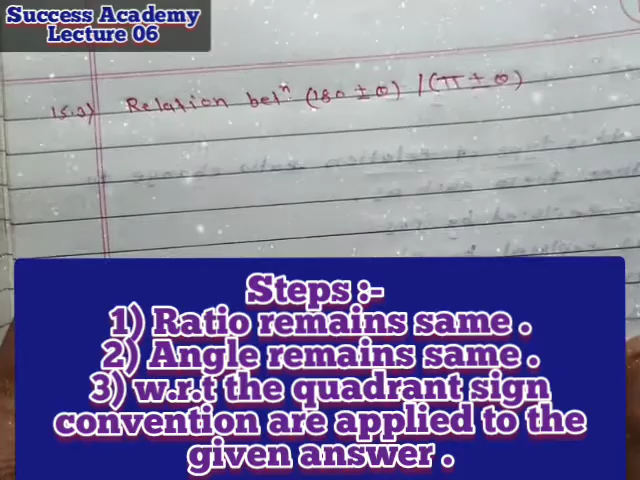 Success Academy
Lecture 06
15.3) Relation betⁿ (180 ± θ) / (π ± θ)
Steps :-
1) Ratio remains same .
2) Angle remains same .
3) w.r.t the quadrant sign
convention are applied to the
given answer .